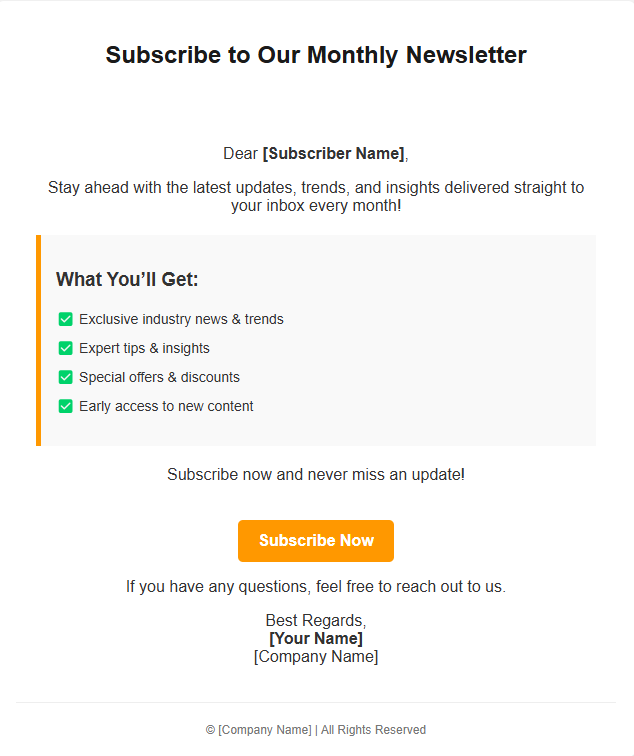 Subscribe to Our Monthly Newsletter
Dear [Subscriber Name],
Stay ahead with the latest updates, trends, and insights delivered straight to
your inbox every month!
What You’ll Get:
✅ Exclusive industry news & trends
✅ Expert tips & insights
✅ Special offers & discounts
✅ Early access to new content
Subscribe now and never miss an update!
Subscribe Now
If you have any questions, feel free to reach out to us.
Best Regards,
[Your Name]
[Company Name]
© [Company Name] | All Rights Reserved